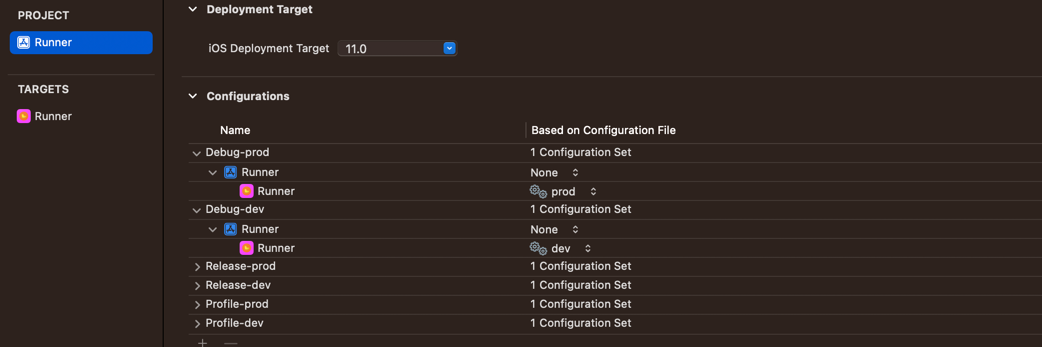 PROJECT
Runner
TARGETS
Runner
Deployment Target
iOS Deployment Target 11.0
Configurations
Name Based on Configuration File
Debug-prod 1 Configuration Set
Runner None
Runner prod
Debug-dev 1 Configuration Set
Runner None
Runner dev
Release-prod 1 Configuration Set
Release-dev 1 Configuration Set
Profile-prod 1 Configuration Set
Profile-dev 1 Configuration Set